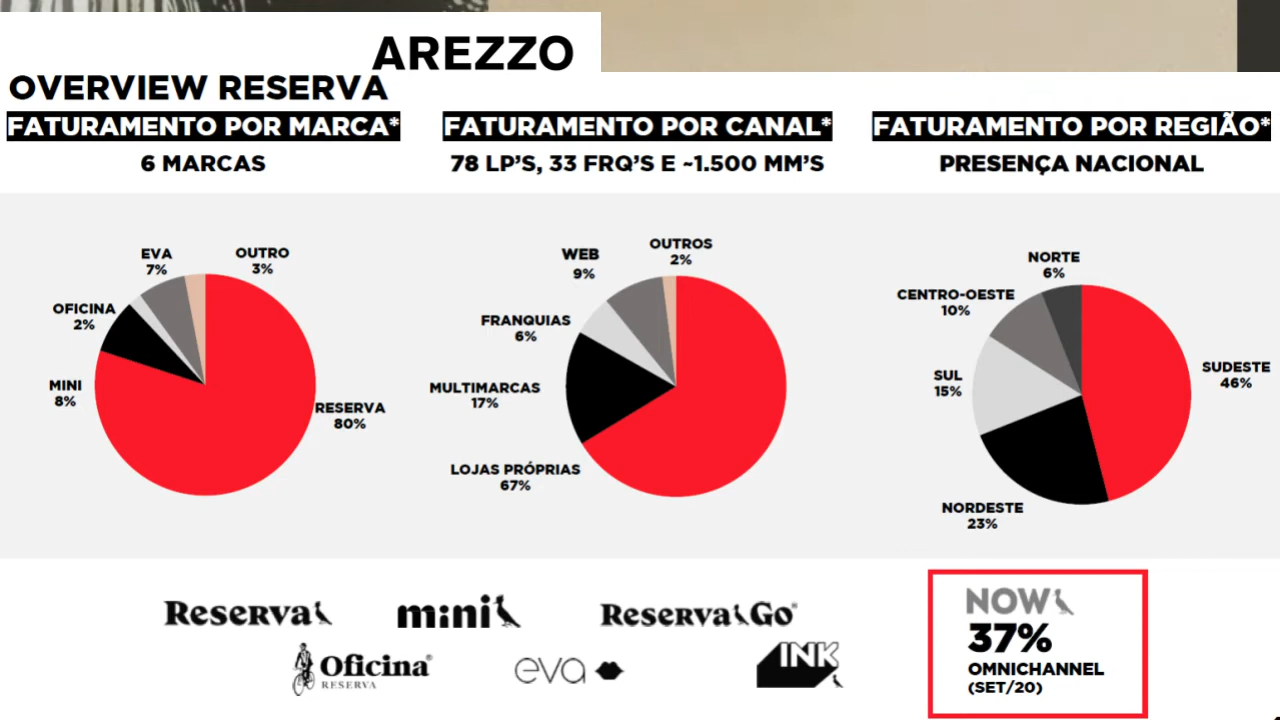 AREZZO
OVERVIEW RESERVA
FATURAMENTO POR MARCA*
6 MARCAS
EVA
7%
OUTRO
3%
OFICINA
2%
MINI
8%
RESERVA
80%
FATURAMENTO POR CANAL*
78 LP'S, 33 FRQ'S E ~1.500 MM'S
WEB
9%
OUTROS
2%
FRANQUIAS
6%
MULTIMARCAS
17%
LOJAS PRÓPRIAS
67%
FATURAMENTO POR REGIÃO*
PRESENÇA NACIONAL
NORTE
6%
CENTRO-OESTE
10%
SUL
15%
SUDESTE
46%
NORDESTE
23%
Reserva
mini
Reserva Go®
Oficina®
RESERVA
eva
INK
NOW
37%
OMNICHANNEL
(SET/20)